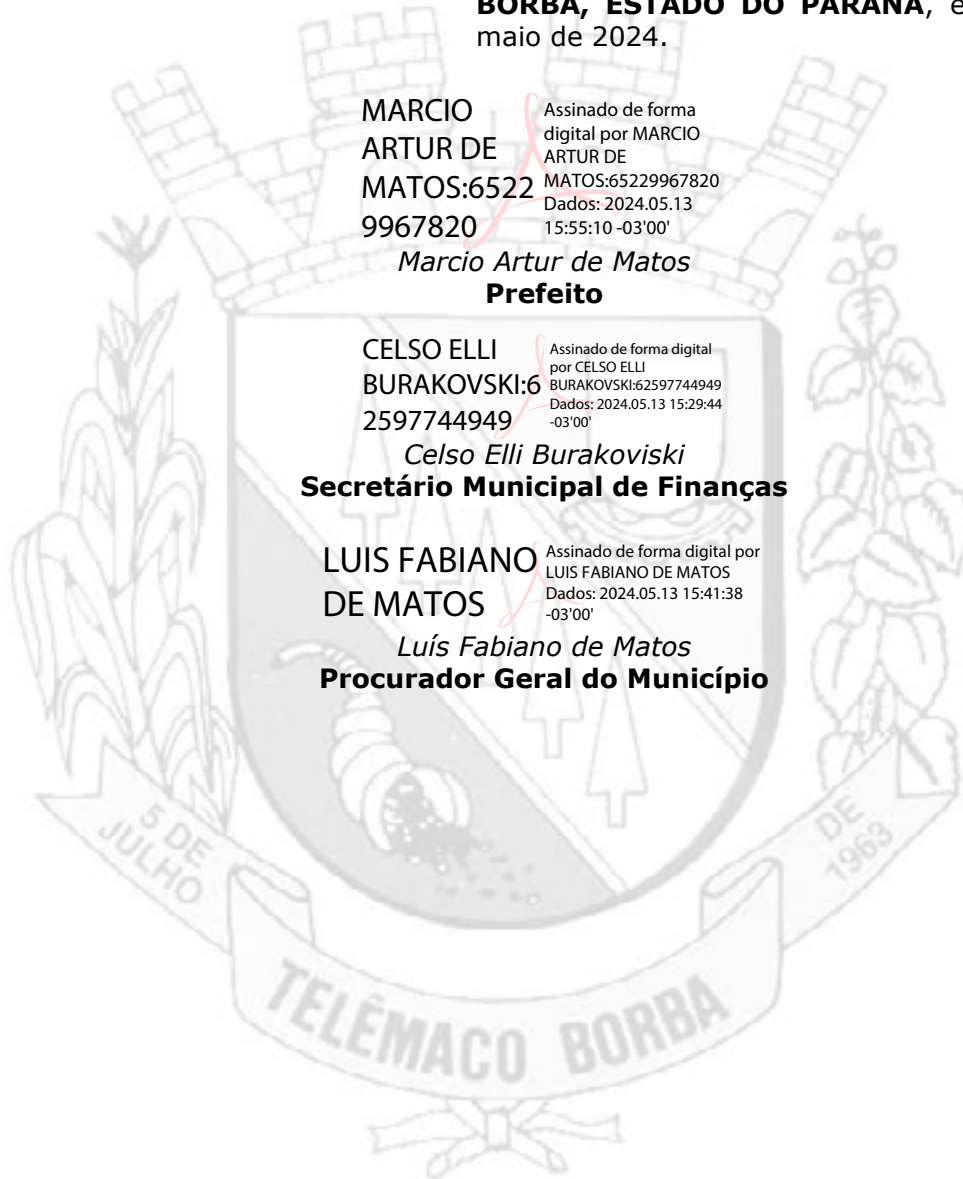 BORBA, ESTADO DO PARANÁ, e
maio de 2024.
MARCIO
ARTUR DE
MATOS:6522
9967820
Assinado de forma
digital por MARCIO
ARTUR DE
MATOS:65229967820
Dados: 2024.05.13
15:55:10 -03'00'
Marcio Artur de Matos
Prefeito
CELSO ELLI
BURAKOVSKI:6
2597744949
Assinado de forma digital
por CELSO ELLI
BURAKOVSKI:62597744949
Dados: 2024.05.13 15:29:44
-03'00'
Celso Elli Burakoviski
Secretário Municipal de Finanças
LUIS FABIANO
DE MATOS
Assinado de forma digital por
LUIS FABIANO DE MATOS
Dados: 2024.05.13 15:41:38
-03'00'
Luís Fabiano de Matos
Procurador Geral do Município
5 DE
JULHO
DE
1963
TELÊMACO BORBA